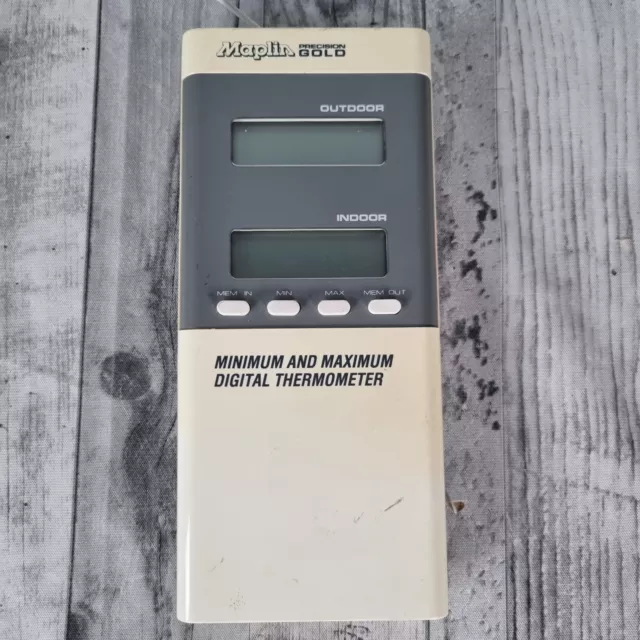 Maplin PRECISION GOLD
OUTDOOR
INDOOR
MEM IN MIN. MAX MEM OUT
MINIMUM AND MAXIMUM
DIGITAL THERMOMETER